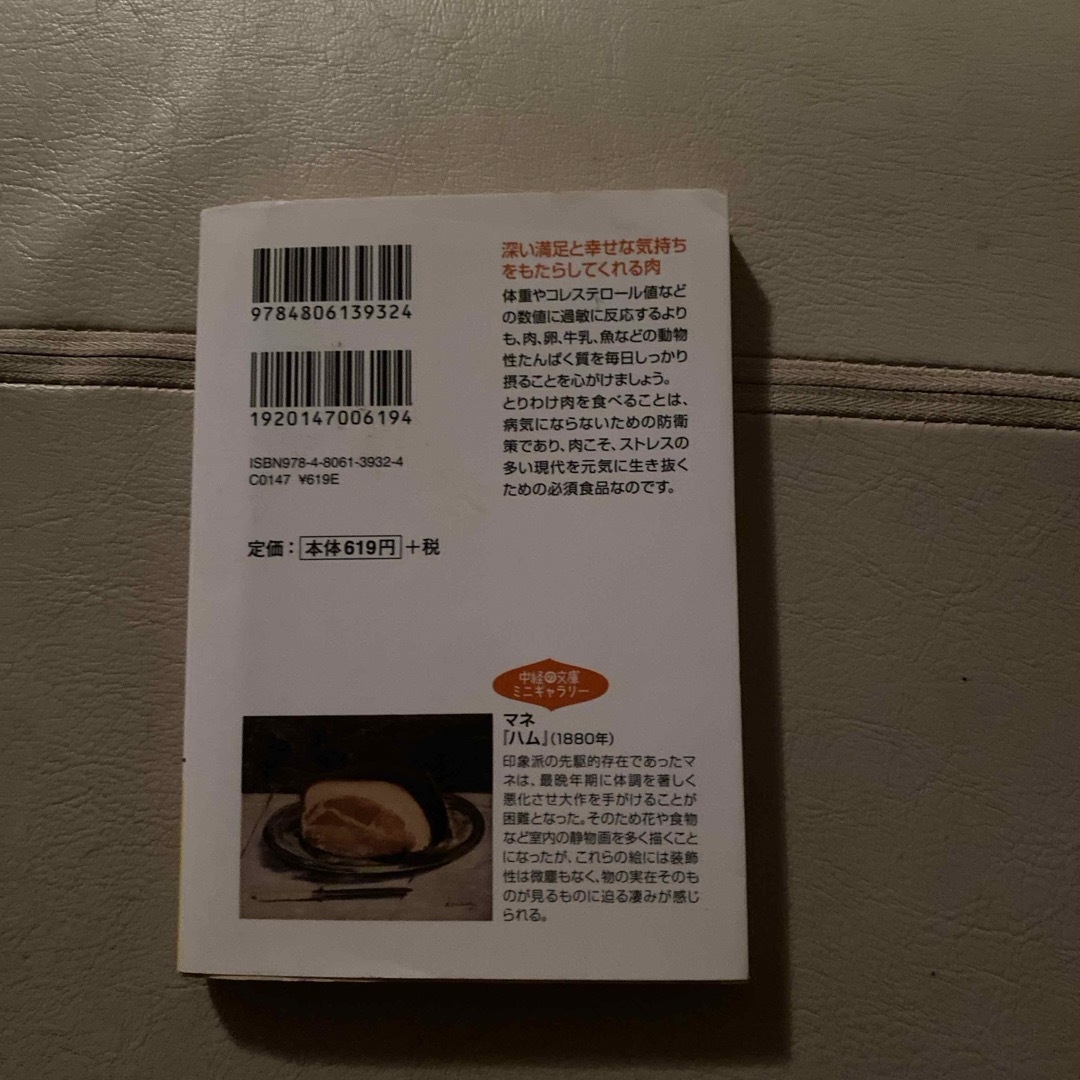 9784806139324
1920147006194
ISBN978-4-8061-3932-4
C0147 ¥619E
定価：本体619円+税
深い満足と幸せな気持ち
をもたらしてくれる肉
体重やコレステロール値など
の数値に過敏に反応するより
も、肉、卵、牛乳、魚などの動物
性たんぱく質を毎日しっかり
摂ることを心がけましょう。
とりわけ肉を食べることは、
病気にならないための防衛
策であり、肉こそ、ストレスの
多い現代を元気に生き抜く
ための必須食品なのです。
中経の文庫
ミニギャラリー
マネ
『ハム』(1880年)
印象派の先駆的存在であったマ
ネは、最晩年期に体調を著しく
悪化させ大作を手がけることが
困難となった。そのため花や食物
など室内の静物画を多く描くこと
になったが、これらの絵には装飾
性は微塵もなく、物の実在そのも
のが見るものに迫る凄みが感じ
られる。